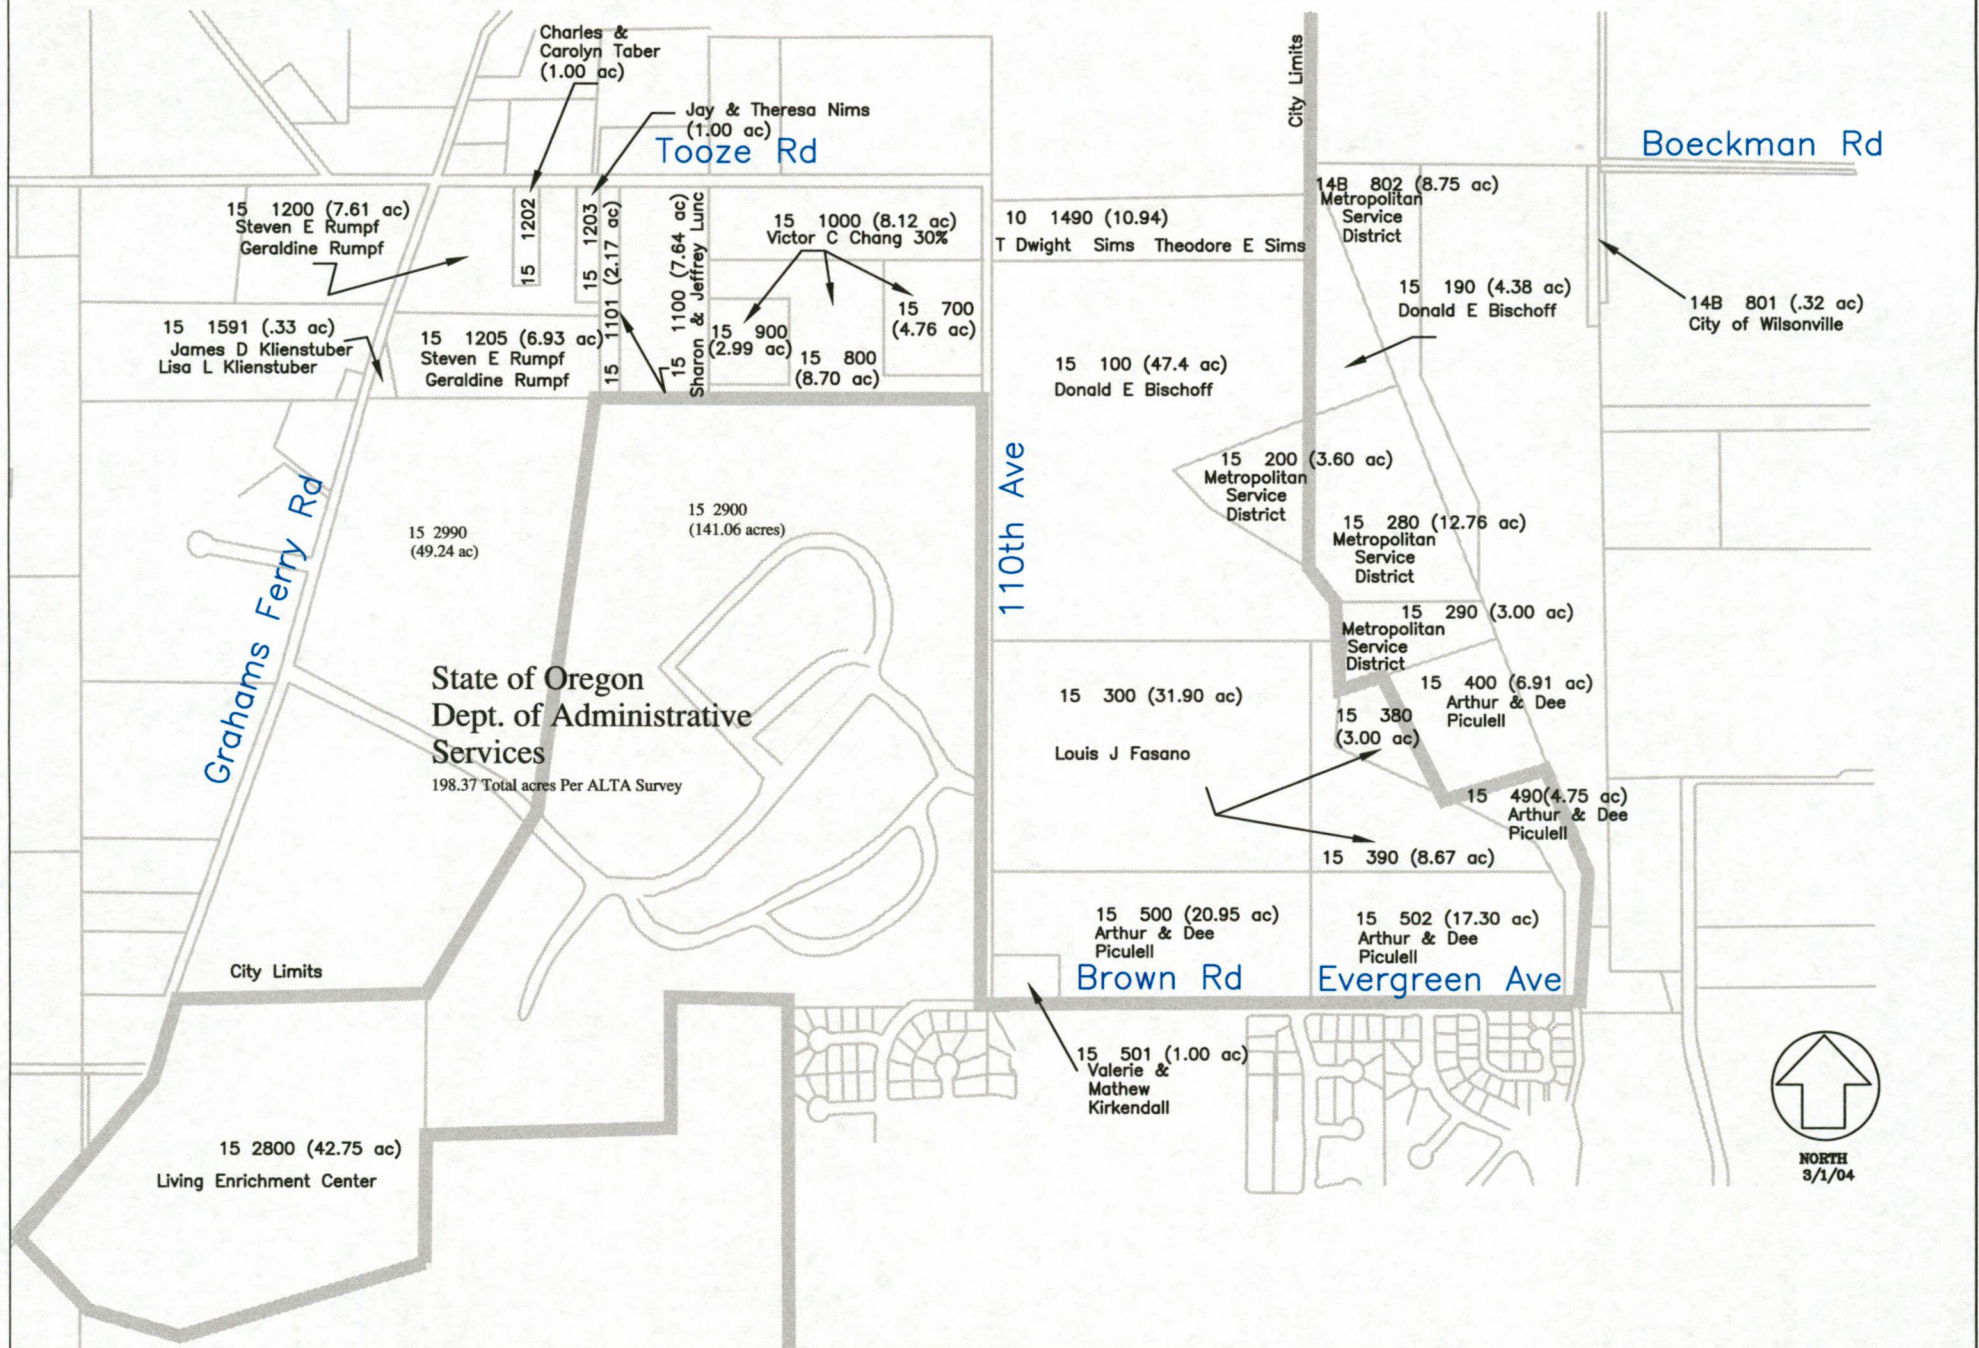 Charles &
Carolyn Taber
(1.00 ac)
Jay & Theresa Nims
(1.00 ac)
Tooze Rd
City Limits
Boeckman Rd
15 1200 (7.61 ac)
Steven E Rumpf
Geraldine Rumpf
15 1202
15 1203
15 1101 (2.17 ac)
15 1100 (7.64 ac)
Sharon & Jeffrey Lunc
15 1000 (8.12 ac)
Victor C Chang 30%
15 900
(2.99 ac)
15 800
(8.70 ac)
15 700
(4.76 ac)
10 1490 (10.94)
T Dwight Sims Theodore E Sims
14B 802 (8.75 ac)
Metropolitan
Service
District
15 190 (4.38 ac)
Donald E Bischoff
14B 801 (.32 ac)
City of Wilsonville
15 1591 (.33 ac)
James D Klienstuber
Lisa L Klienstuber
15 1205 (6.93 ac)
Steven E Rumpf
Geraldine Rumpf
15 100 (47.4 ac)
Donald E Bischoff
110th Ave
15 200 (3.60 ac)
Metropolitan
Service
District
15 280 (12.76 ac)
Metropolitan
Service
District
15 290 (3.00 ac)
Metropolitan
Service
District
Grahams Ferry Rd
15 2990
(49.24 ac)
15 2900
(141.06 acres)
State of Oregon
Dept. of Administrative
Services
198.37 Total acres Per ALTA Survey
15 300 (31.90 ac)
Louis J Fasano
15 380
(3.00 ac)
15 400 (6.91 ac)
Arthur & Dee
Piculell
15 490(4.75 ac)
Arthur & Dee
Piculell
15 390 (8.67 ac)
15 500 (20.95 ac)
Arthur & Dee
Piculell
15 502 (17.30 ac)
Arthur & Dee
Piculell
City Limits
Brown Rd
Evergreen Ave
15 501 (1.00 ac)
Valerie &
Mathew
Kirkendall
15 2800 (42.75 ac)
Living Enrichment Center
NORTH
3/1/04